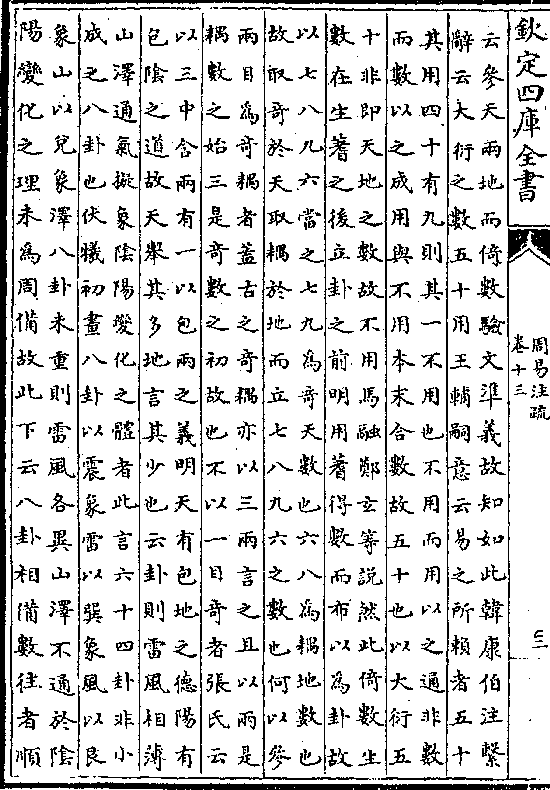 欽定四庫全書
周易注疏
卷十三
三
云參天兩地而倚數驗文準義故知如此韓康伯注繫
辭云大衍之數五十用王輔嗣意云易之所賴者五十
其用四十有九則其一不用也不用而用以之通非數
而數以之成用與不用本末合數故五十也以大衍五
十非即天地之數故不用馬融鄭玄等說然此倚數生
數在生蓍之後立卦之前明用蓍得數而布以為卦故
以七八九六當之七九為奇天數也六八為耦地數也
故取奇於天取耦於地而立七八九六之數也何以參
兩目為奇耦者蓋古之奇耦亦以三兩言之且以兩是
耦數之始三是奇數之初故也不以一目奇者張氏云
以三中含兩有一以包兩之義明天有包地之德陽有
包陰之道故天舉其多地言其少也云卦則雷風相薄
山澤通氣擬象陰陽變化之體者此言六十四卦非小
成之八卦也伏犧初畫八卦以震象雷以巽象風以艮
象山以兌象澤八卦未重則雷風各異山澤不通於陰
陽變化之理未為周備故此下云八卦相備數往者順